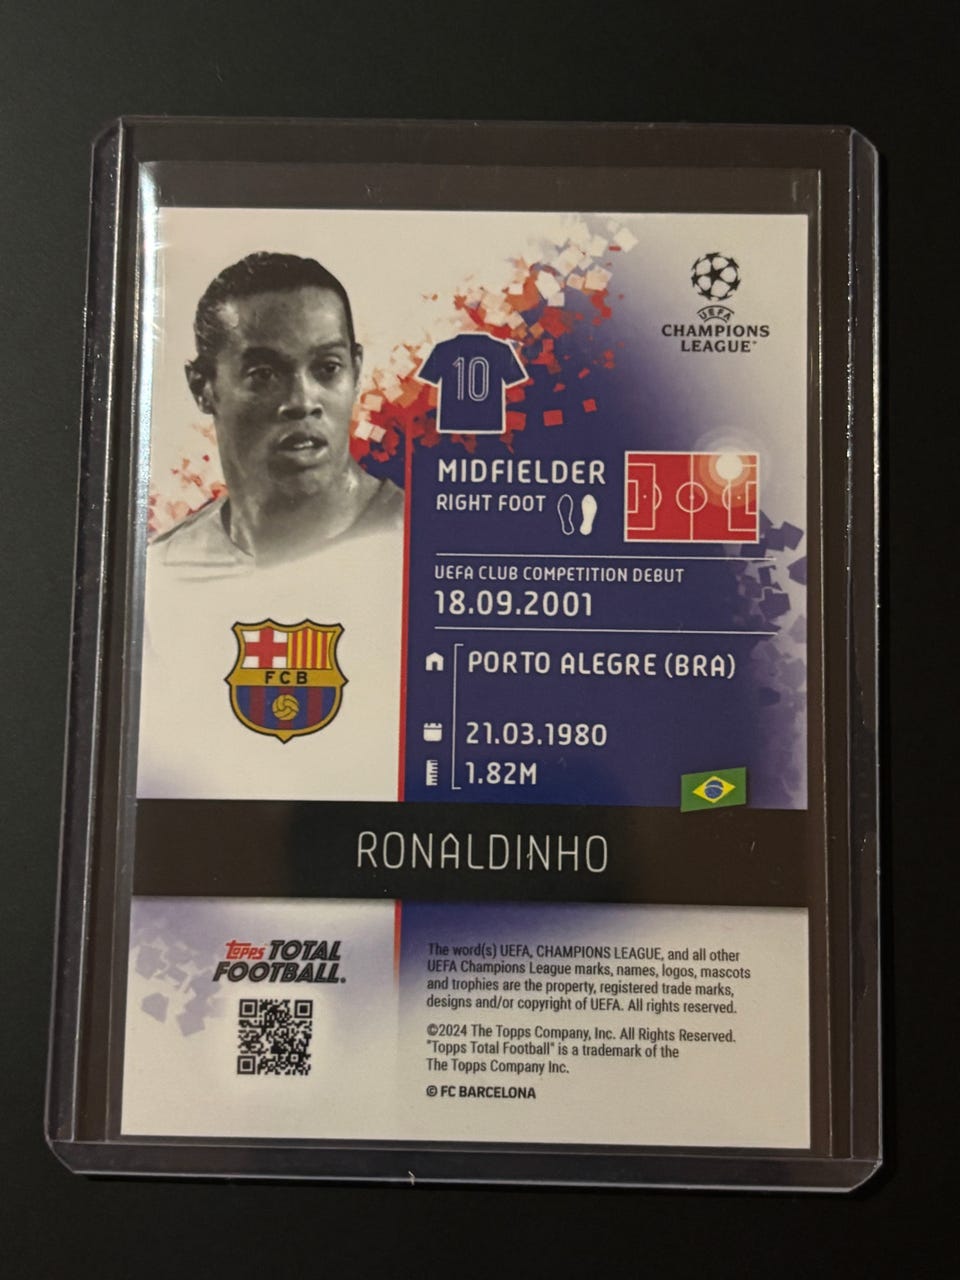 UEFA
CHAMPIONS
LEAGUE
10
MIDFIELDER
RIGHT FOOT
UEFA CLUB COMPETITION DEBUT
18.09.2001
PORTO ALEGRE (BRA)
21.03.1980
1.82M
FCB
RONALDINHO
Topps TOTAL
FOOTBALL.
The word(s) UEFA, CHAMPIONS LEAGUE, and all other
UEFA Champions League marks, names, logos, mascots
and trophies are the property, registered trade marks,
designs and/or copyright of UEFA. All rights reserved.
©2024 The Topps Company, Inc. All Rights Reserved.
"Topps Total Football" is a trademark of the
The Topps Company Inc.
© FC BARCELONA